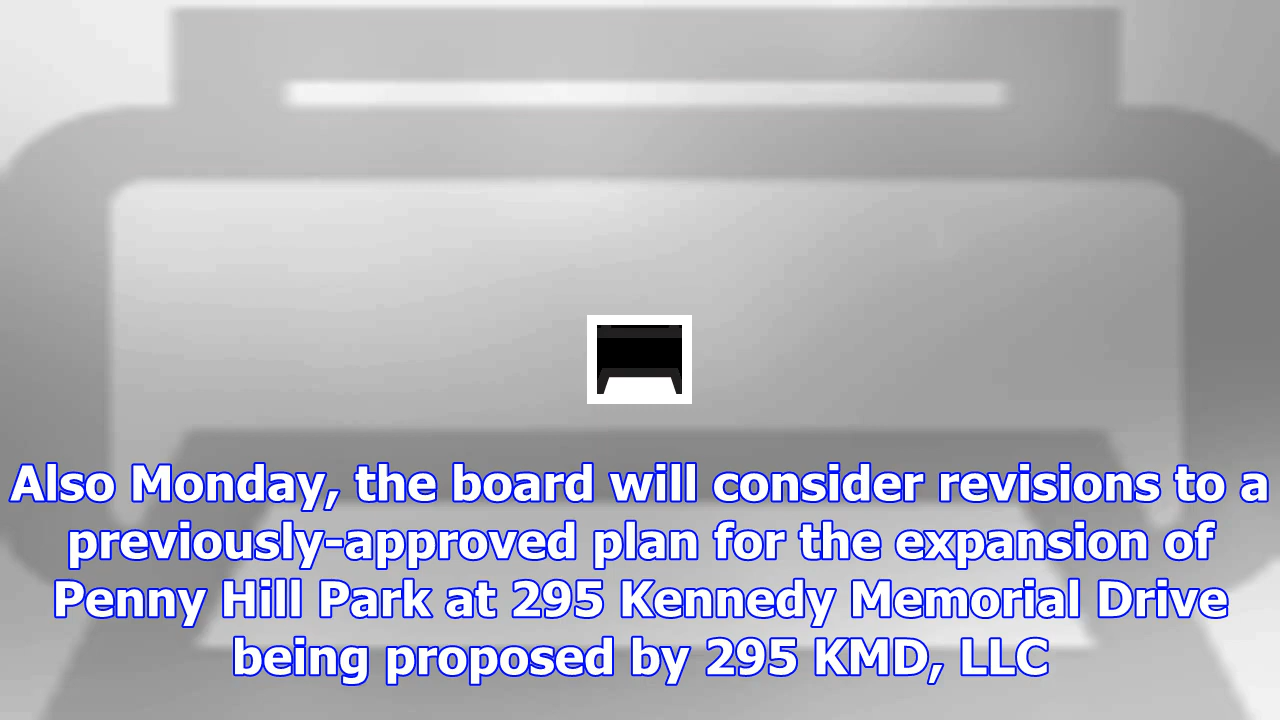 Also Monday, the board will consider revisions to a
previously-approved plan for the expansion of
Penny Hill Park at 295 Kennedy Memorial Drive
being proposed by 295 KMD, LLC